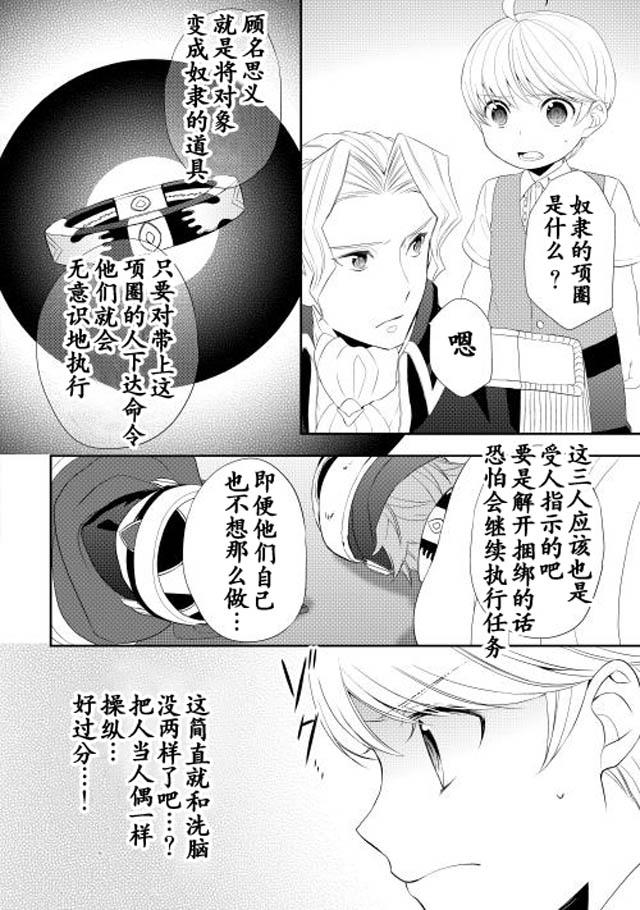 奴隶的项圈
是什么？
嗯
顾名思义
就是将对象
变成奴隶的道具
只要对带上这
项圈的人下达命令
他们就会
无意识地执行
这三人应该也是
受人指示的吧
要是解开捆绑的话
恐怕会继续执行任务
即便他们自己
也不想那么做…
这简直就和洗脑
没两样了吧…？
把人当人偶一样
操纵…
好过分…！